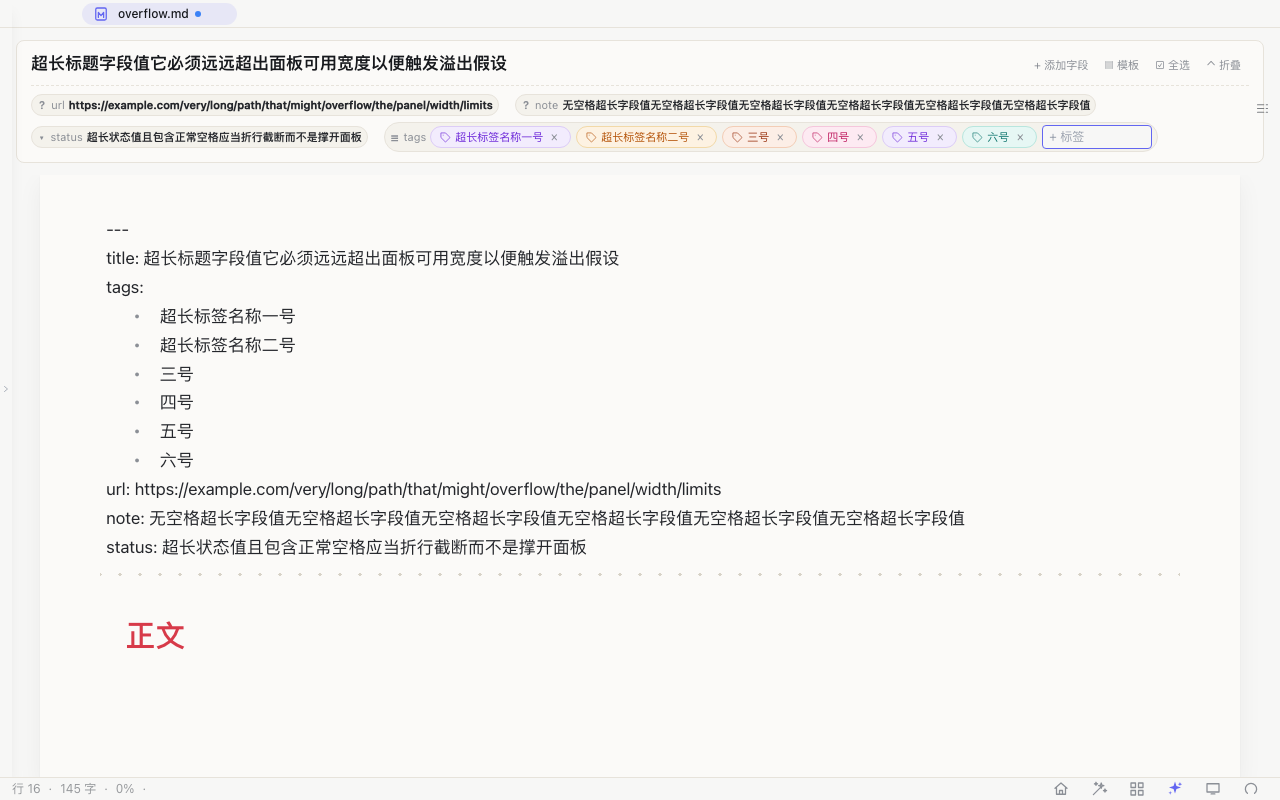 overflow.md
超长标题字段值它必须远远超出面板可用宽度以便触发溢出假设
+ 添加字段 模板 全选 折叠
? url https://example.com/very/long/path/that/might/overflow/the/panel/width/limits ? note 无空格超长字段值无空格超长字段值无空格超长字段值无空格超长字段值无空格超长字段值无空格超长字段值
status 超长状态值且包含正常空格应当折行截断而不是撑开面板 tags 超长标签名称一号 × 超长标签名称二号 × 三号 × 四号 × 五号 × 六号 × + 标签
---
title: 超长标题字段值它必须远远超出面板可用宽度以便触发溢出假设
tags:
• 超长标签名称一号
• 超长标签名称二号
• 三号
• 四号
• 五号
• 六号
url: https://example.com/very/long/path/that/might/overflow/the/panel/width/limits
note: 无空格超长字段值无空格超长字段值无空格超长字段值无空格超长字段值无空格超长字段值无空格超长字段值
status: 超长状态值且包含正常空格应当折行截断而不是撑开面板
正文
行 16 · 145 字 · 0% ·